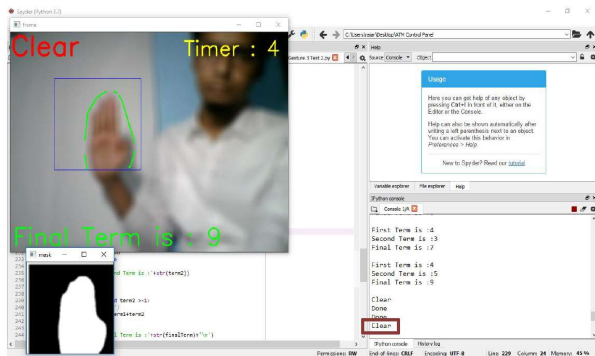 Spyder (Python 3.7)
Frame
Clear
Timer : 4
Final Term is : 9
C:\Users\raise\Desktop\ATM Control Panel
Gesture 3 Test 2.py
Help
Source Console Object
Usage
Here you can get help of any object by
pressing Ctrl+I in front of it, either on the
Editor or the Console.
Help can also be shown automatically after
writing a left parenthesis next to an object.
You can activate this behavior in
Preferences > Help.
New to Spyder? Read our tutorial
Variable explorer File explorer Help
IPython console
Console 1/A
First Term is :4
Second Term is :3
Final Term is :7
First Term is :4
Second Term is :5
Final Term is :9
Clear
Done
Done
Clear
IPython console History log
mask
nd Term is :'+str(term2))
d term2 >-1:
erm1+term2
l Term is :'+str(finalTerm)+"\n")
Permissions: RW End of lines: CRLF Encoding: UTF-8 Line: 229 Column: 24 Memory: 45 %